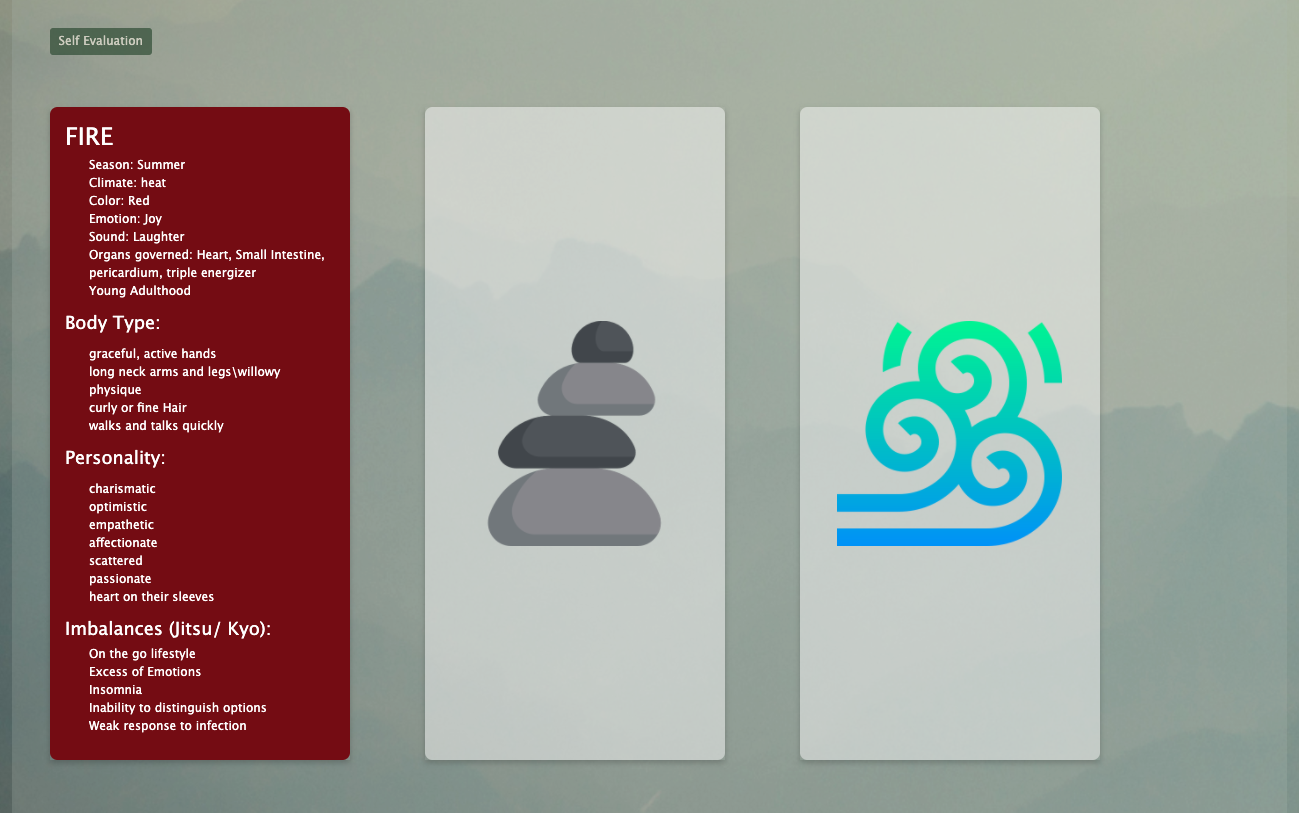 Self Evaluation
FIRE
Season: Summer
Climate: heat
Color: Red
Emotion: Joy
Sound: Laughter
Organs governed: Heart, Small Intestine,
pericardium, triple energizer
Young Adulthood
Body Type:
graceful, active hands
long neck arms and legs\willowy
physique
curly or fine Hair
walks and talks quickly
Personality:
charismatic
optimistic
empathetic
affectionate
scattered
passionate
heart on their sleeves
Imbalances (Jitsu/ Kyo):
On the go lifestyle
Excess of Emotions
Insomnia
Inability to distinguish options
Weak response to infection